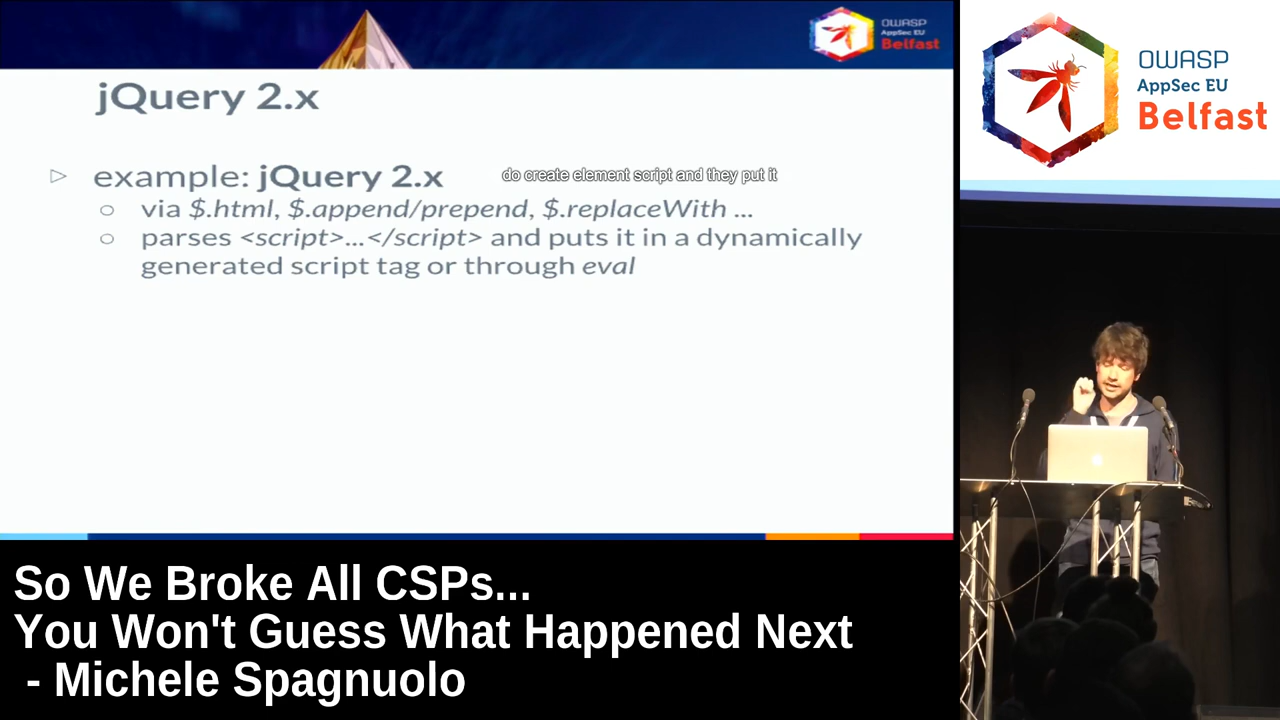 OWASP
AppSec EU
Belfast
jQuery 2.x
▷ example: jQuery 2.x
do create element script and they put it
○ via $.html, $.append/prepend, $.replaceWith ...
○ parses <script>...</script> and puts it in a dynamically
generated script tag or through eval
So We Broke All CSPs...
You Won't Guess What Happened Next
- Michele Spagnuolo
OWASP
AppSec EU
Belfast